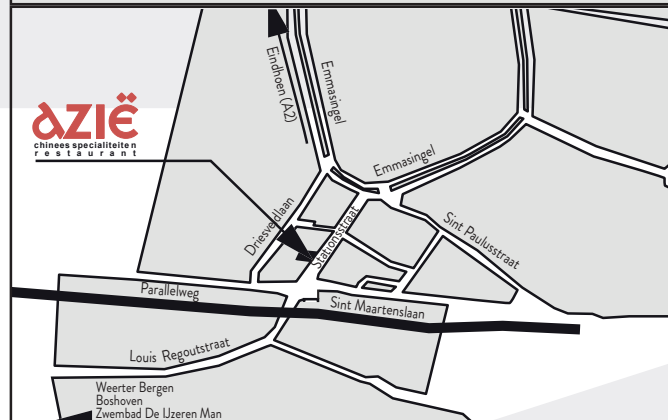 Eindhoen (A2)
Emmasingel
AZIË
chinees specialiteiten
restaurant
Emmasingel
Driesveldlaan
Stationsstraat
Sint Paulusstraat
Parallelweg
Sint Maartenslaan
Louis Regoutstraat
Weerter Bergen
Boshoven
Zwembad De IJzeren Man